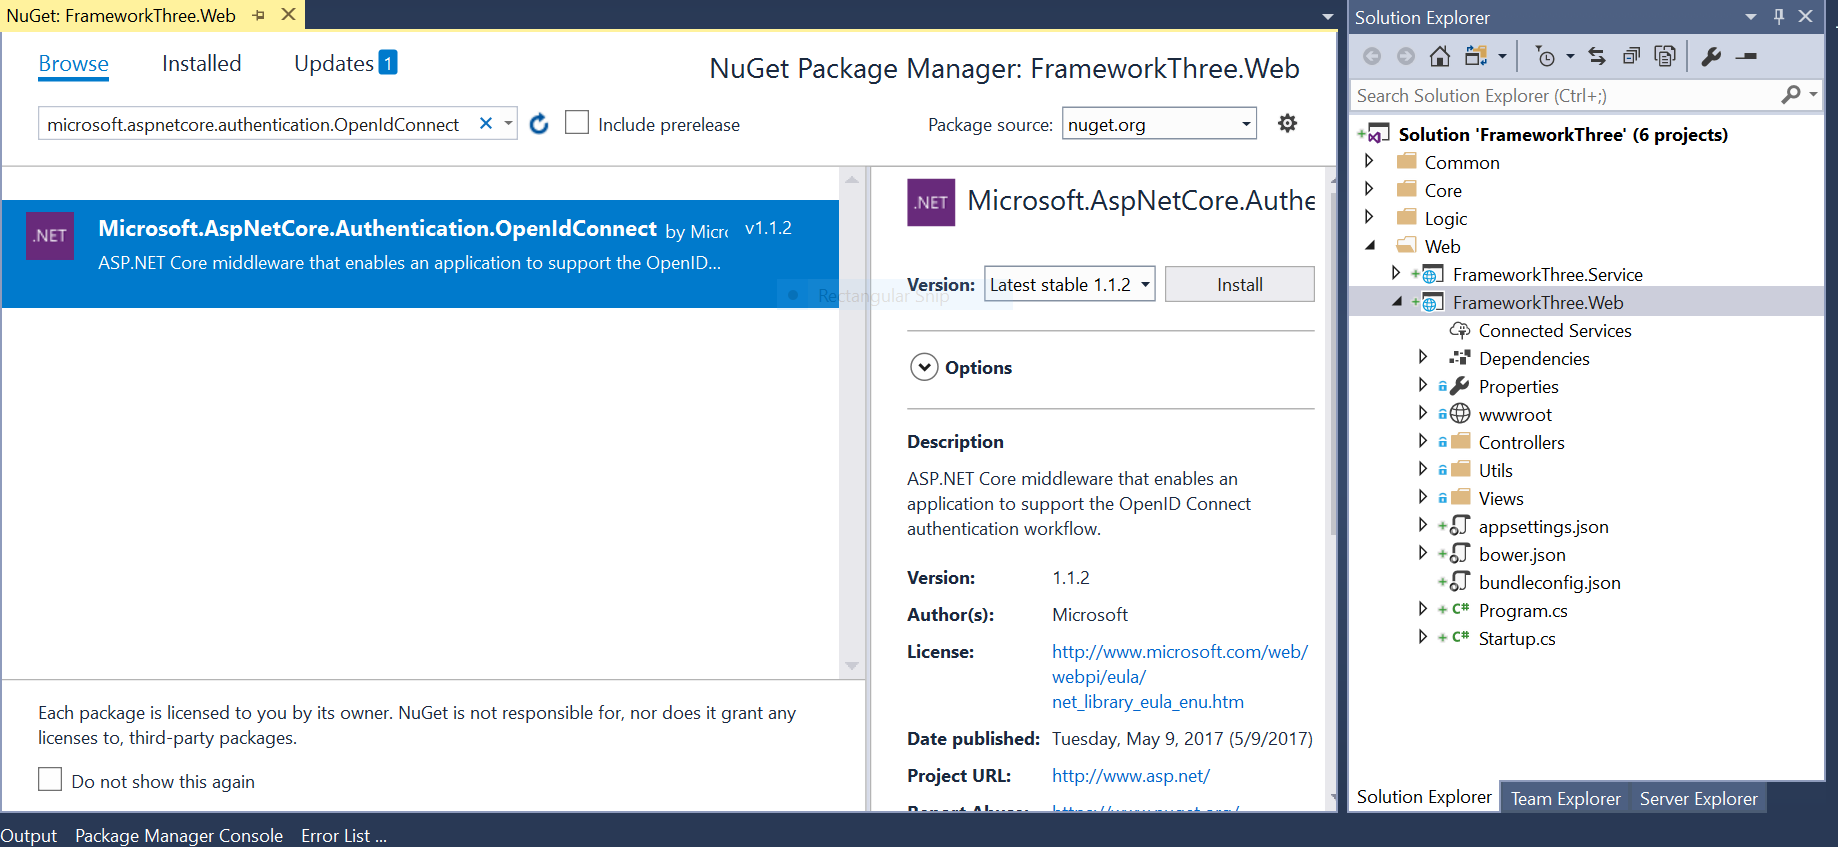 NuGet: FrameworkThree.Web
Browse
Installed
Updates 1
NuGet Package Manager: FrameworkThree.Web
microsoft.aspnetcore.authentication.OpenIdConnect
Include prerelease
Package source: nuget.org
.NET
Microsoft.AspNetCore.Authentication.OpenIdConnect by Micr
v1.1.2
ASP.NET Core middleware that enables an application to support the OpenID...
Rectangular Snip
Each package is licensed to you by its owner. NuGet is not responsible for, nor does it grant any
licenses to, third-party packages.
Do not show this again
.NET
Microsoft.AspNetCore.Authe
Version: Latest stable 1.1.2 Install
Options
Description
ASP.NET Core middleware that enables an
application to support the OpenID Connect
authentication workflow.
Version: 1.1.2
Author(s): Microsoft
License: http://www.microsoft.com/web/
webpi/eula/
net_library_eula_enu.htm
Date published: Tuesday, May 9, 2017 (5/9/2017)
Project URL: http://www.asp.net/
Report Abuse: https://www.nuget.org/
Output Package Manager Console Error List ...
Solution Explorer
Search Solution Explorer (Ctrl+;)
Solution 'FrameworkThree' (6 projects)
Common
Core
Logic
Web
FrameworkThree.Service
FrameworkThree.Web
Connected Services
Dependencies
Properties
wwwroot
Controllers
Utils
Views
appsettings.json
bower.json
bundleconfig.json
C# Program.cs
C# Startup.cs
Solution Explorer Team Explorer Server Explorer